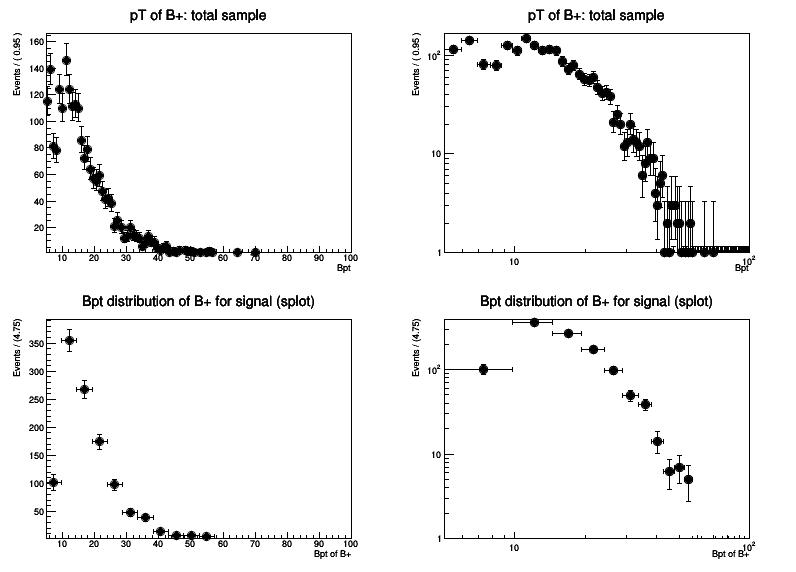 pT of B+: total sample
Events / ( 0.95 )
160
140
120
100
80
60
40
20
10 20 30 40 50 60 70 80 90 100
Bpt
pT of B+: total sample
Events / ( 0.95 )
10²
10
1
10 10²
Bpt
Bpt distribution of B+ for signal (splot)
Events / (4.75)
350
300
250
200
150
100
50
10 20 30 40 50 60 70 80 90 100
Bpt of B+
Bpt distribution of B+ for signal (splot)
Events / (4.75)
10²
10
1
10 10²
Bpt of B+